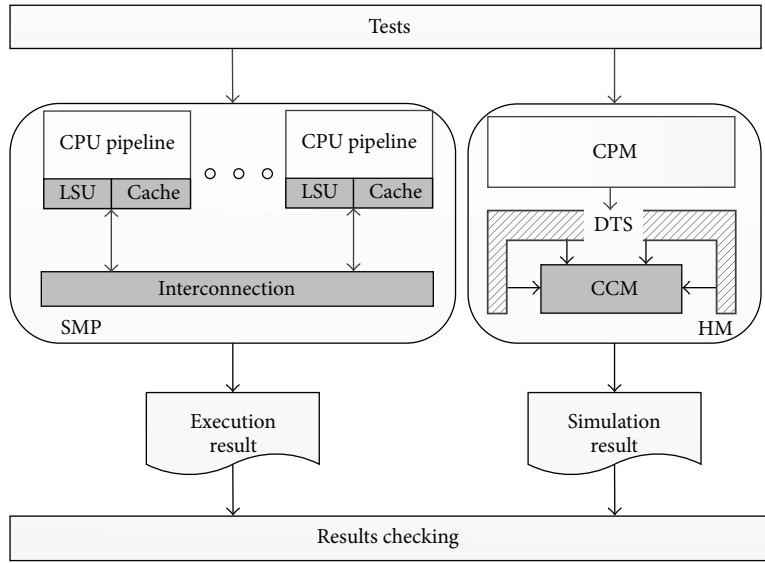 Tests
CPU pipeline
LSU
Cache
CPU pipeline
LSU
Cache
Interconnection
SMP
CPM
DTS
CCM
HM
Execution
result
Simulation
result
Results checking